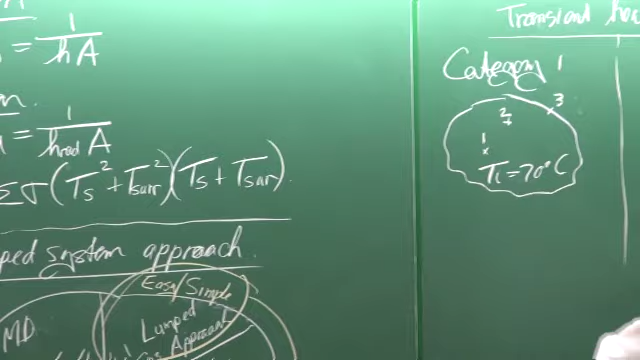 = 1/hA
= 1/h_rad A
εσ(Ts² + Tsurr²)(Ts + Tsurr).
system approach.
Easy/Simple
Lumped
Approach
MD
Transient
Category 1
3
2
1
Ti = 70°C